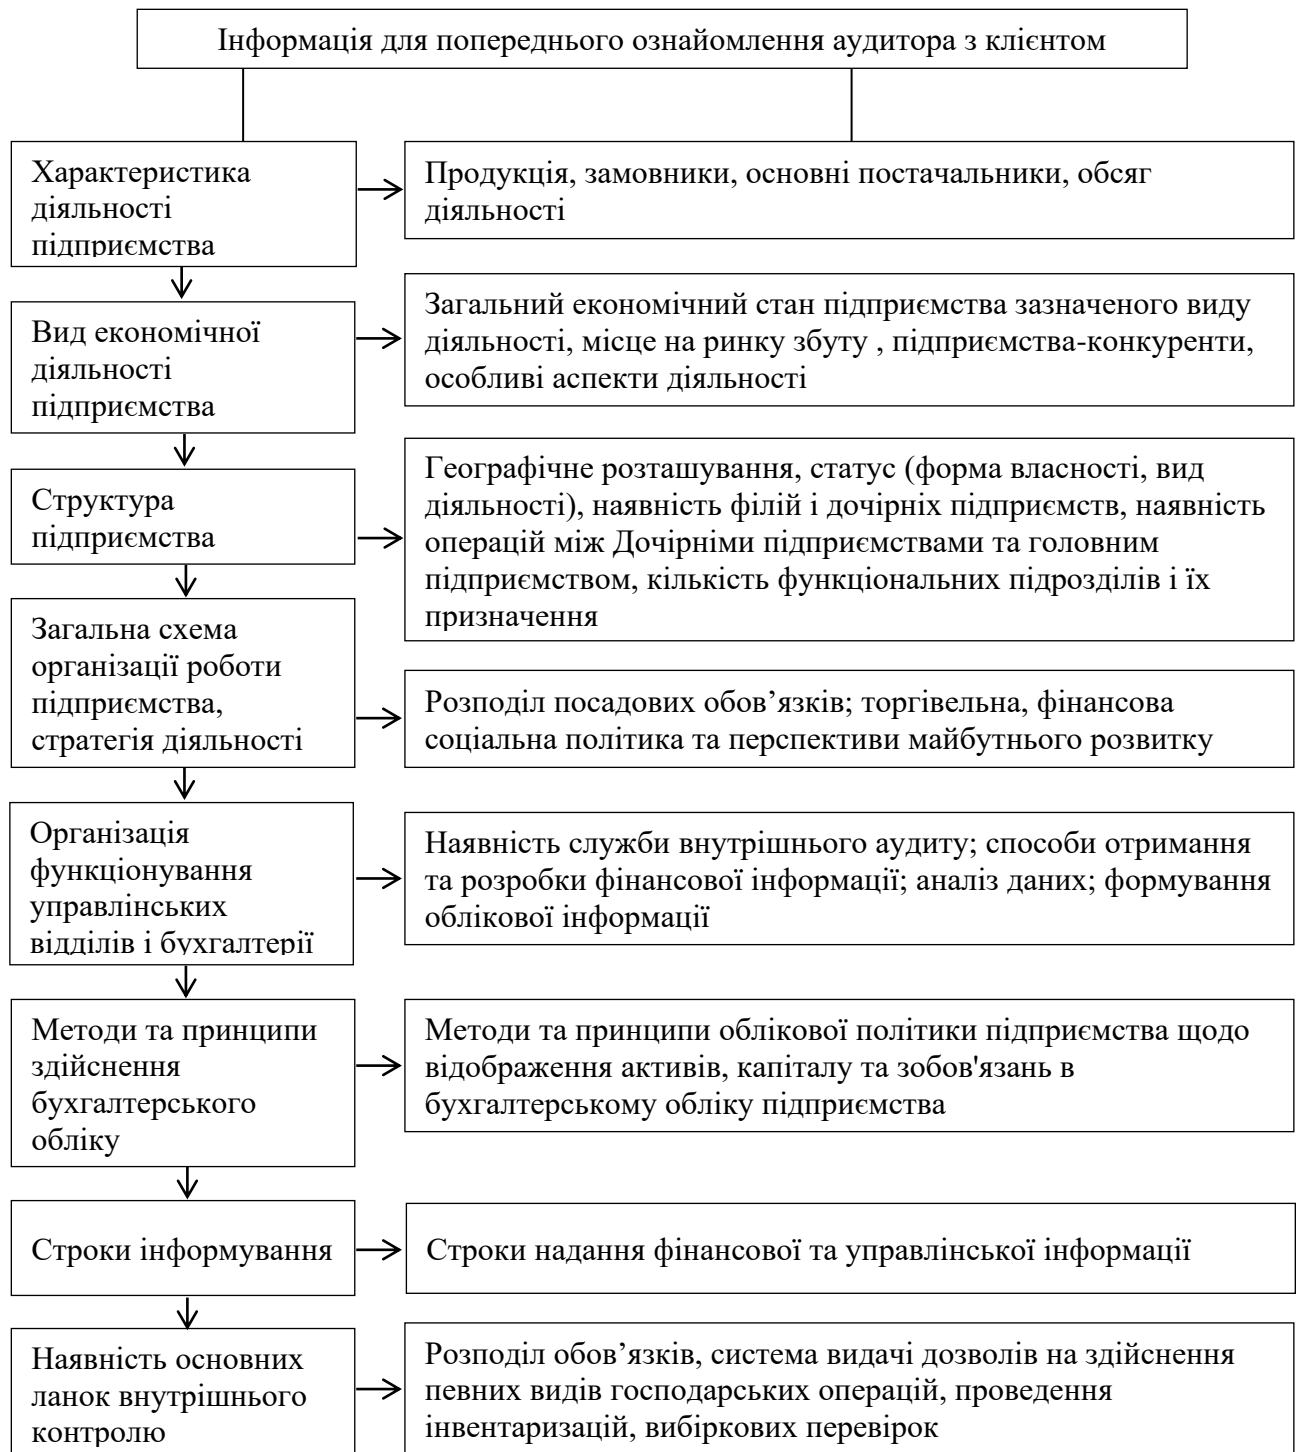 Інформація для попереднього ознайомлення аудитора з клієнтом
Характеристика
діяльності
підприємства
Продукція, замовники, основні постачальники, обсяг
діяльності
Вид економічної
діяльності
підприємства
Загальний економічний стан підприємства зазначеного виду
діяльності, місце на ринку збуту , підприємства-конкуренти,
особливі аспекти діяльності
Структура
підприємства
Географічне розташування, статус (форма власності, вид
діяльності), наявність філій і дочірніх підприємств, наявність
операцій між Дочірніми підприємствами та головним
підприємством, кількість функціональних підрозділів і їх
призначення
Загальна схема
організації роботи
підприємства,
стратегія діяльності
Розподіл посадових обов’язків; торгівельна, фінансова
соціальна політика та перспективи майбутнього розвитку
Організація
функціонування
управлінських
відділів і бухгалтерії
Наявність служби внутрішнього аудиту; способи отримання
та розробки фінансової інформації; аналіз даних; формування
облікової інформації
Методи та принципи
здійснення
бухгалтерського
обліку
Методи та принципи облікової політики підприємства щодо
відображення активів, капіталу та зобов'язань в
бухгалтерському обліку підприємства
Строки інформування
Строки надання фінансової та управлінської інформації
Наявність основних
ланок внутрішнього
контролю
Розподіл обов’язків, система видачі дозволів на здійснення
певних видів господарських операцій, проведення
інвентаризацій, вибіркових перевірок